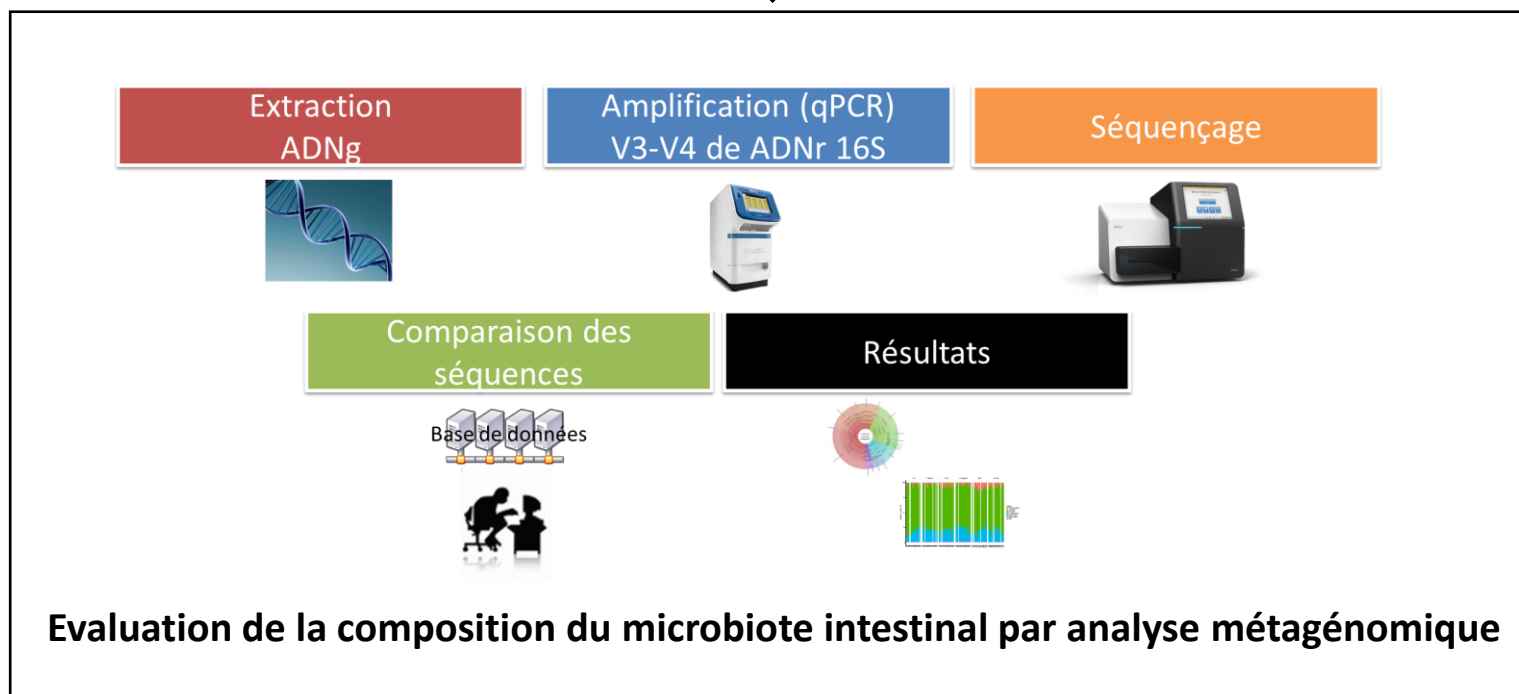 Extraction
ADNg
Amplification (qPCR)
V3-V4 de ADNr 16S
Séquençage
Comparaison des
séquences
Résultats
Base de données
Evaluation de la composition du microbiote intestinal par analyse métagénomique